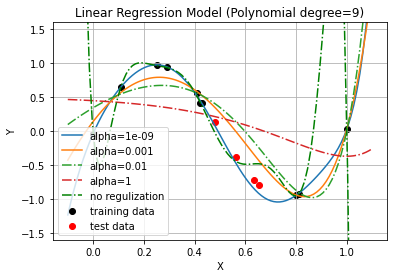 Linear Regression Model (Polynomial degree=9)
Y
1.5
1.0
0.5
0.0
−0.5
−1.0
−1.5
alpha=1e-09
alpha=0.001
alpha=0.01
alpha=1
no regulization
training data
test data
0.0 0.2 0.4 0.6 0.8 1.0
X